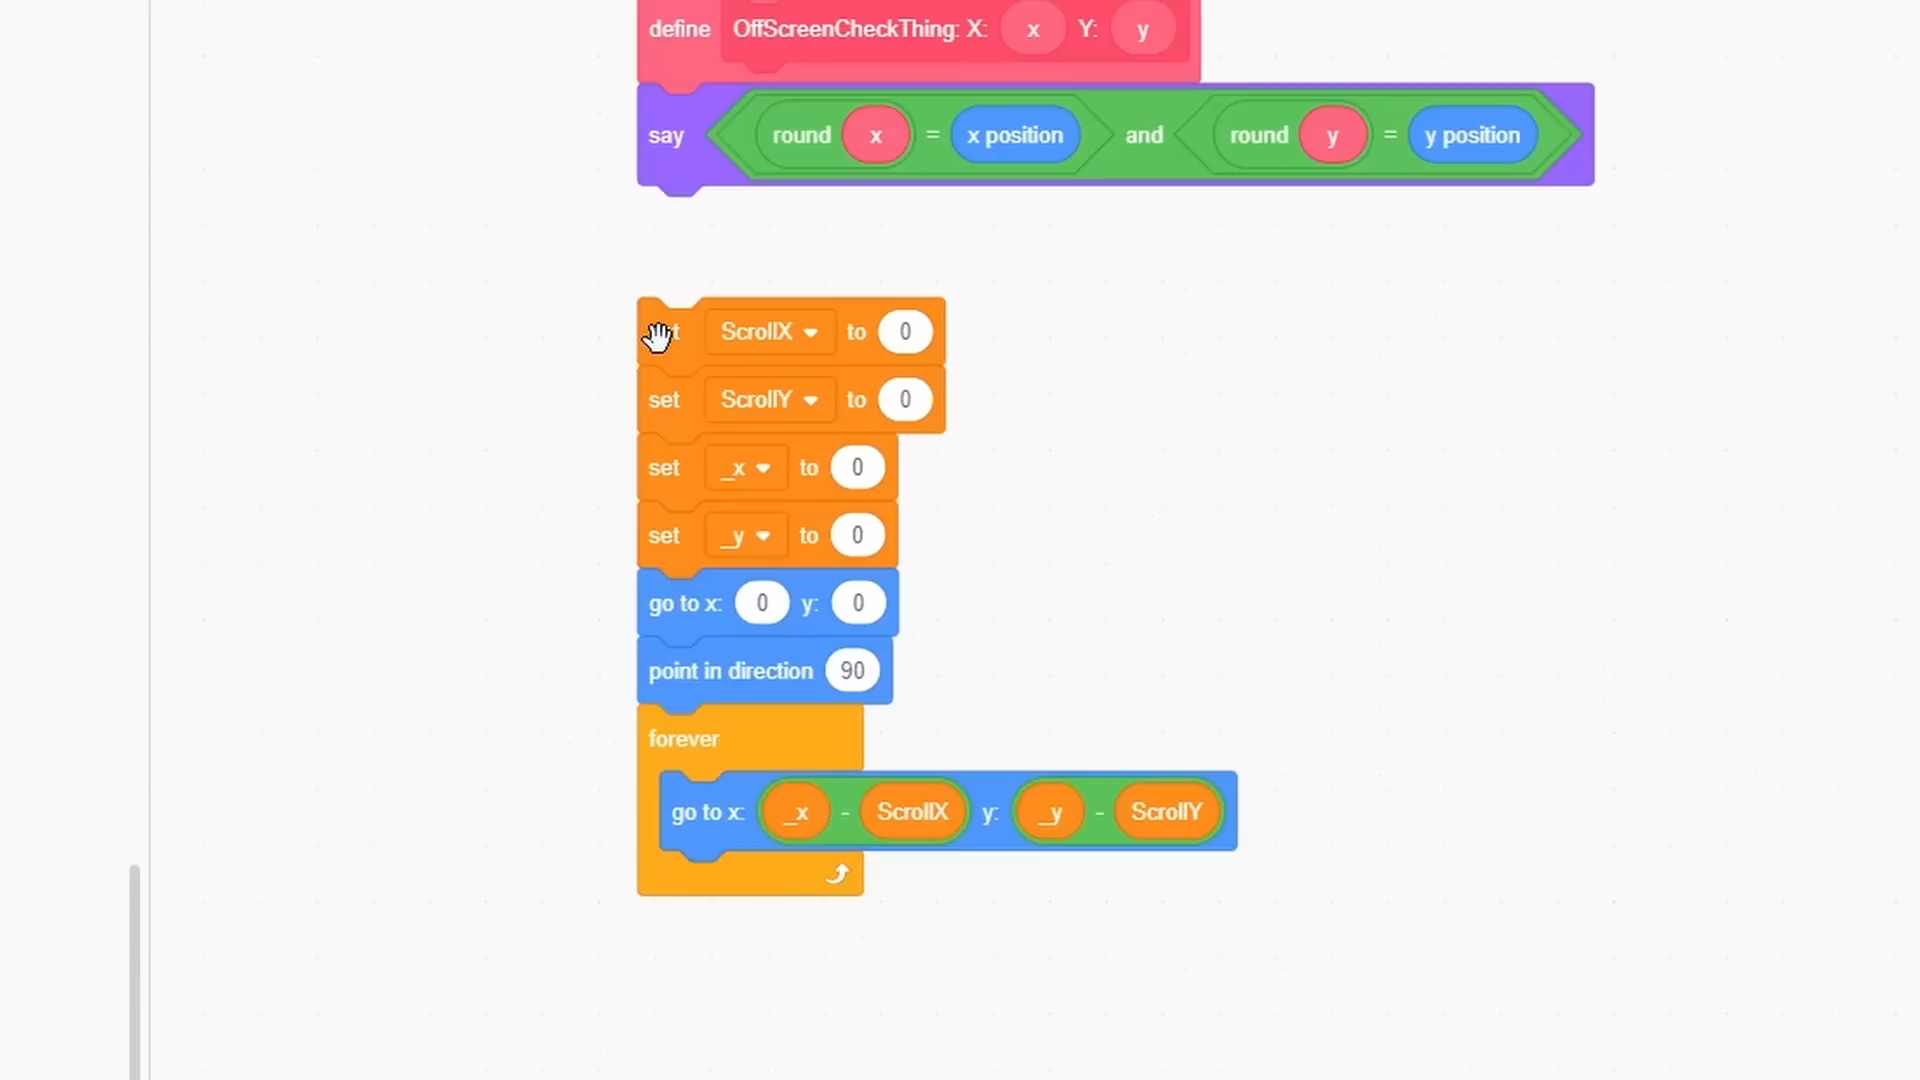 define OffScreenCheckThing: X: x Y: y
say round x = x position and round y = y position
ScrollX to 0
set ScrollY to 0
set _x to 0
set _y to 0
go to x: 0 y: 0
point in direction 90
forever
go to x: _x - ScrollX y: _y - ScrollY